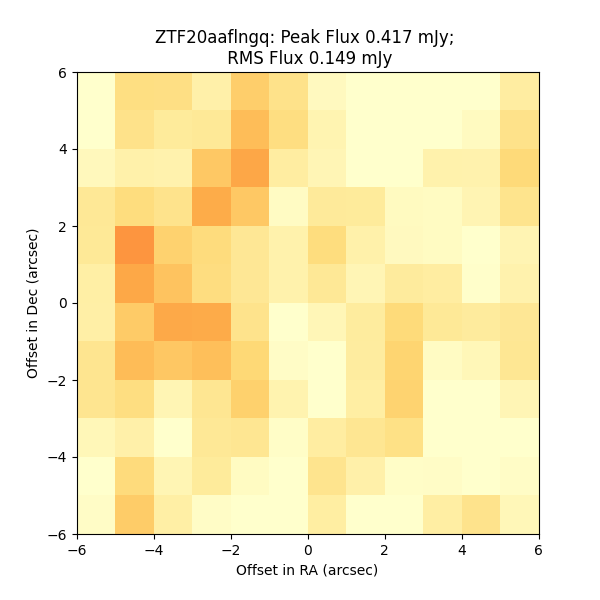 ZTF20aaflngq: Peak Flux 0.417 mJy;
RMS Flux 0.149 mJy
6
4
2
0
−2
−4
−6
Offset in Dec (arcsec)
−6 −4 −2 0 2 4 6
Offset in RA (arcsec)